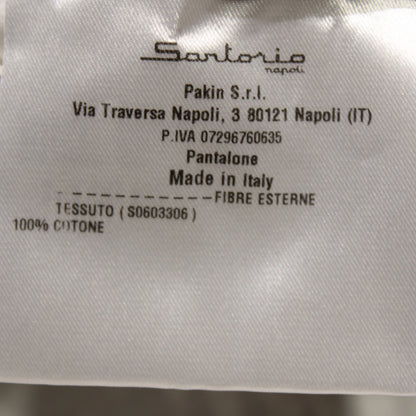 Sartorio
napoli
Pakin S.r.l.
Via Traversa Napoli, 3 80121 Napoli (IT)
P.IVA 07296760635
Pantalone
Made in Italy
--------------------FIBRE ESTERNE
TESSUTO ( S0603306 )
100% COTONE